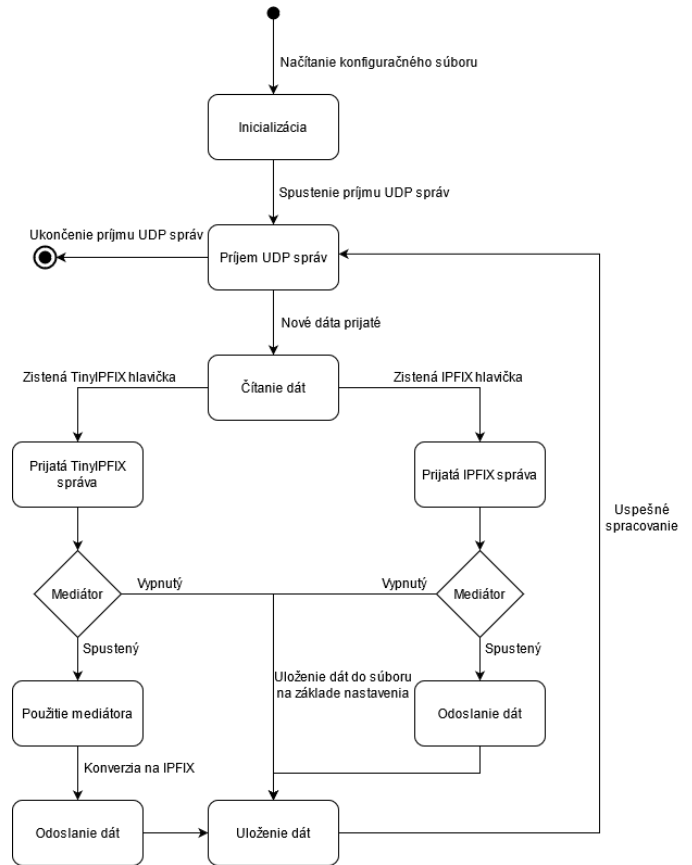 Načítanie konfiguračného súboru
Inicializácia
Spustenie príjmu UDP správ
Ukončenie príjmu UDP správ
Príjem UDP správ
Nové dáta prijaté
Zistená TinyIPFIX hlavička
Čítanie dát
Zistená IPFIX hlavička
Prijatá TinyIPFIX
správa
Prijatá IPFIX správa
Uspešné
spracovanie
Mediátor
Vypnutý
Vypnutý
Mediátor
Spustený
Spustený
Uloženie dát do súboru
na základe nastavenia
Použitie mediátora
Odoslanie dát
Konverzia na IPFIX
Odoslanie dát
Uloženie dát